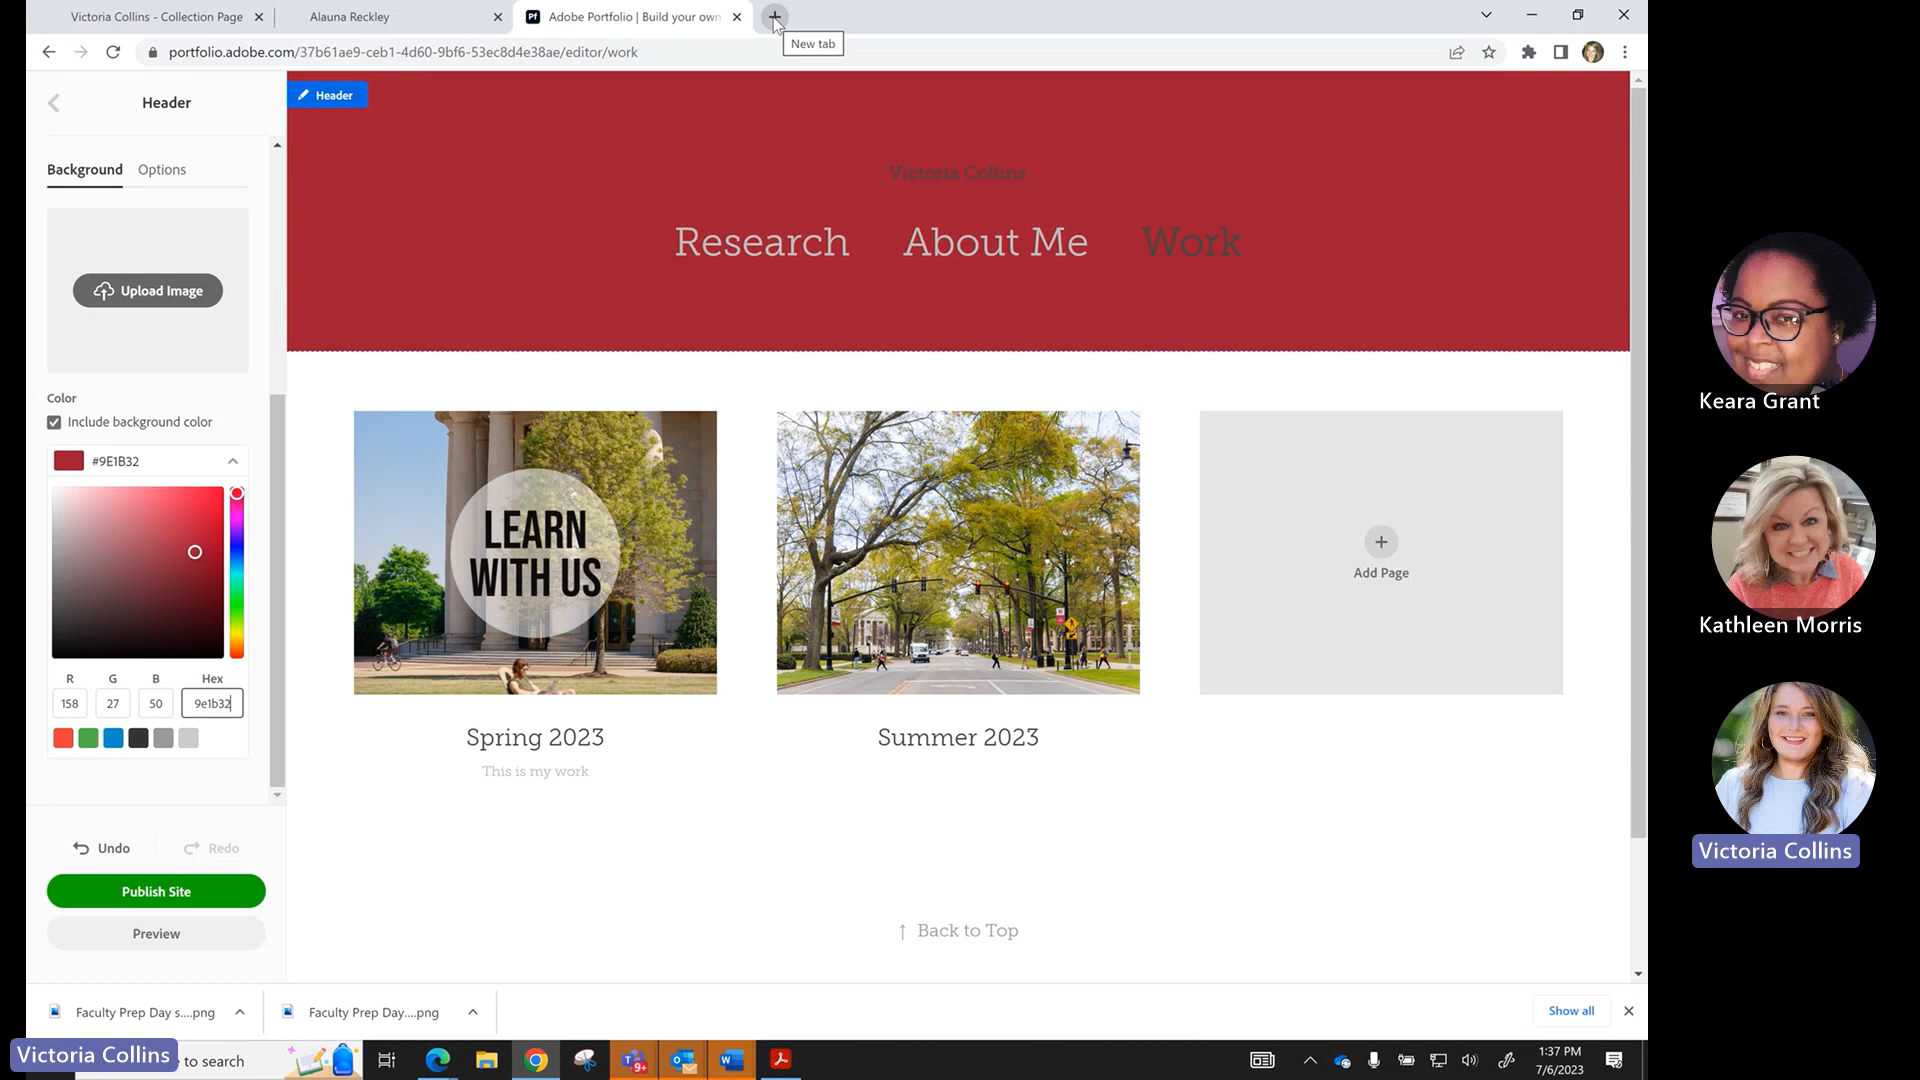 Victoria Collins - Collection Page
Alauna Reckley
Adobe Portfolio | Build your own
New tab
portfolio.adobe.com/37b61ae9-ceb1-4d60-9bf6-53ec8d4e38ae/editor/work
Header
Header
Background
Options
Victoria Collins
Research
About Me
Work
Upload Image
Color
Include background color
#9E1B32
R
G
B
Hex
158
27
50
9e1b32
LEARN
WITH US
Add Page
Spring 2023
This is my work
Summer 2023
Undo
Redo
Publish Site
Preview
↑ Back to Top
Keara Grant
Kathleen Morris
Victoria Collins
Faculty Prep Day s....png
Faculty Prep Day....png
Show all
Victoria Collins
e to search
9+
1:37 PM
7/6/2023